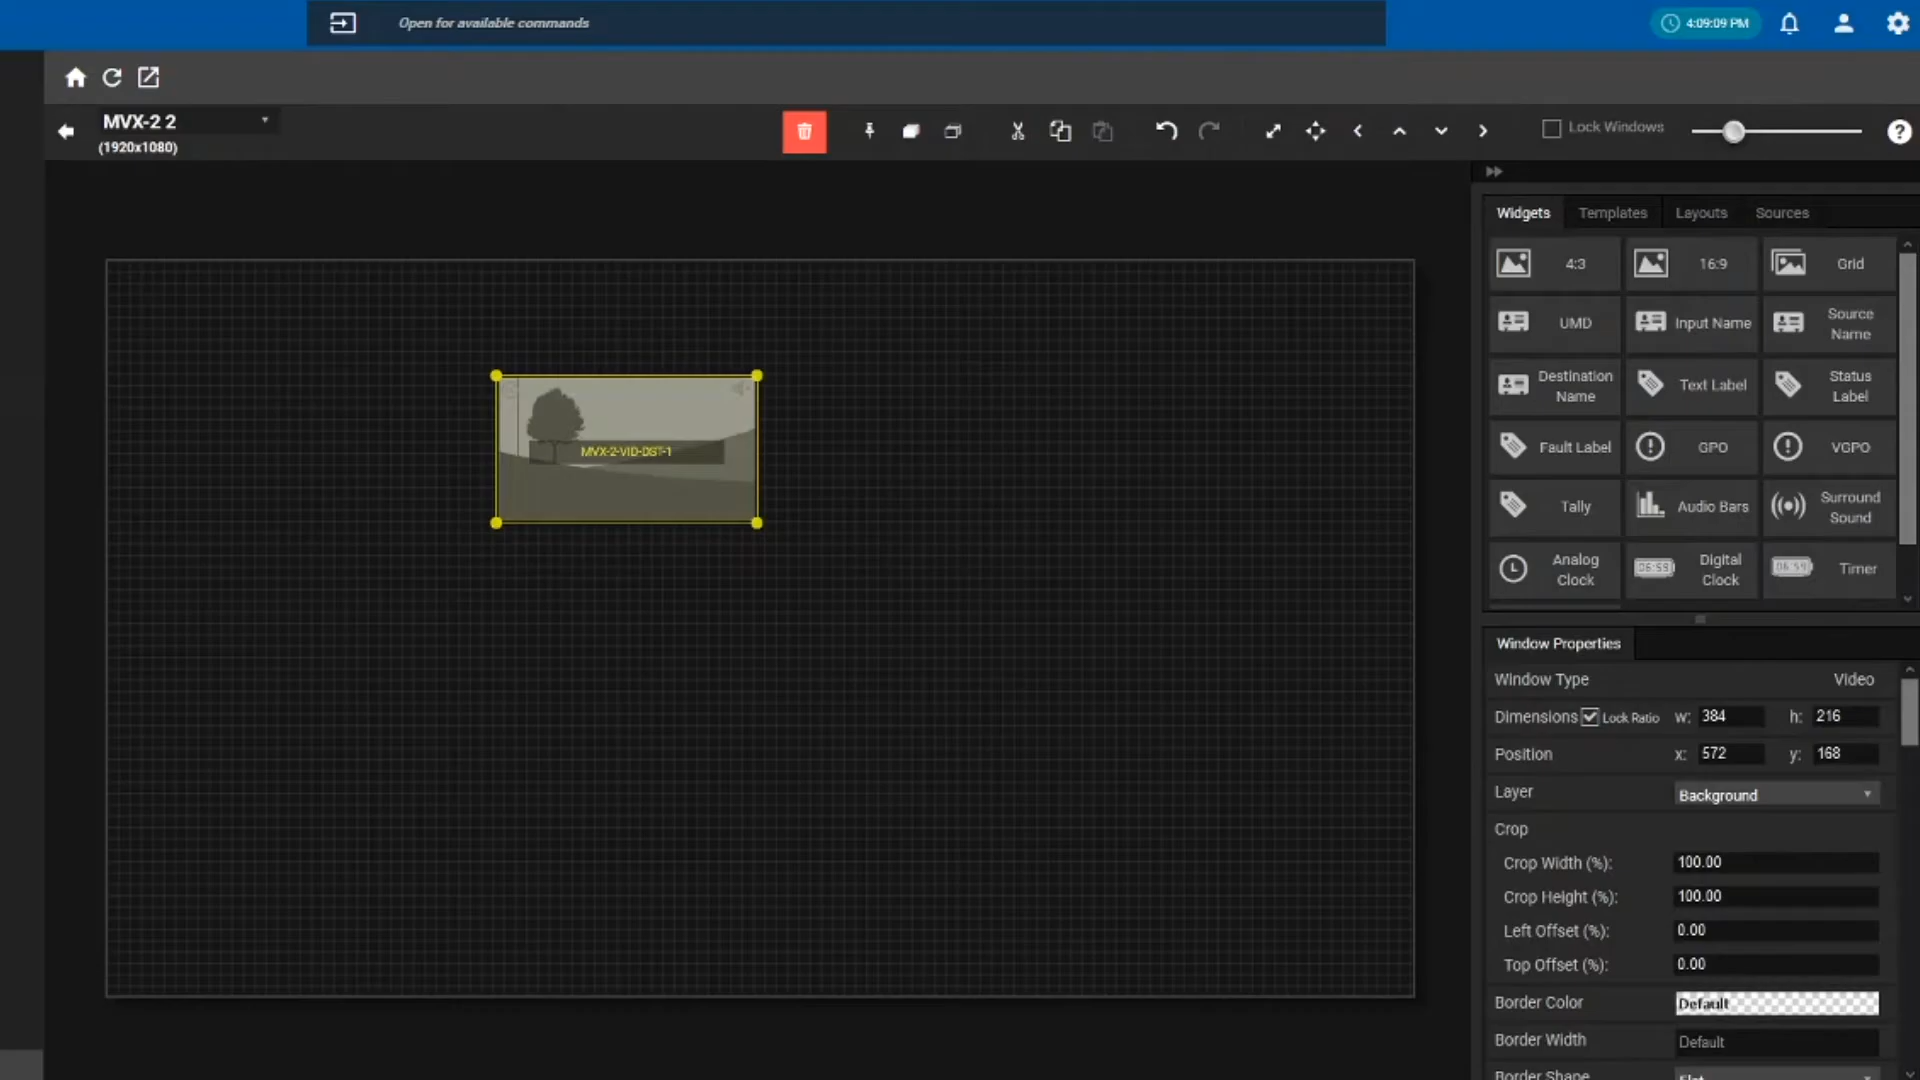 Open for available commands
4:09:09 PM
MVX-2 2
(1920x1080)
Lock Windows
?
Widgets Templates Layouts Sources
4:3 16:9 Grid
UMD Input Name Source Name
Destination Name Text Label Status Label
Fault Label GPO VGPO
Tally Audio Bars Surround Sound
Analog Clock Digital Clock Timer
MVX-2-VID-DST-1
Window Properties
Window Type Video
Dimensions Lock Ratio w: 384 h: 216
Position x: 572 y: 168
Layer Background
Crop
Crop Width (%): 100.00
Crop Height (%): 100.00
Left Offset (%): 0.00
Top Offset (%): 0.00
Border Color Default
Border Width Default
Border Shape Flat